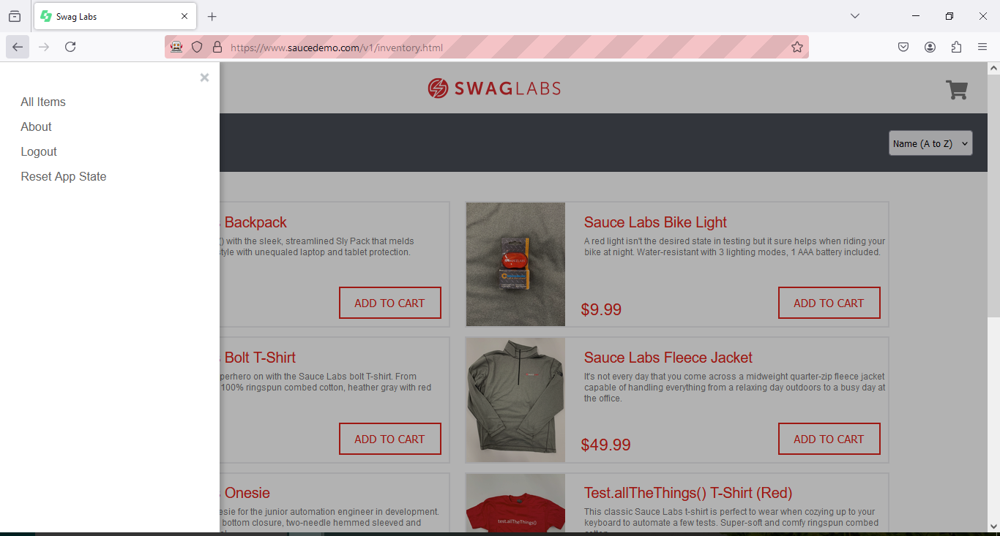 Swag Labs
https://www.saucedemo.com/v1/inventory.html
All Items
About
Logout
Reset App State
SWAGLABS
Name (A to Z)
Backpack
) with the sleek, streamlined Sly Pack that melds
tyle with unequaled laptop and tablet protection.
ADD TO CART
Sauce Labs Bike Light
A red light isn't the desired state in testing but it sure helps when riding your
bike at night. Water-resistant with 3 lighting modes, 1 AAA battery included.
$9.99
ADD TO CART
Bolt T-Shirt
perhero on with the Sauce Labs bolt T-shirt. From
100% ringspun combed cotton, heather gray with red
ADD TO CART
Sauce Labs Fleece Jacket
It's not every day that you come across a midweight quarter-zip fleece jacket
capable of handling everything from a relaxing day outdoors to a busy day at
the office.
$49.99
ADD TO CART
Onesie
esie for the junior automation engineer in development.
bottom closure, two-needle hemmed sleeved and
test.allTheThings()
Test.allTheThings() T-Shirt (Red)
This classic Sauce Labs t-shirt is perfect to wear when cozying up to your
keyboard to automate a few tests. Super-soft and comfy ringspun combed